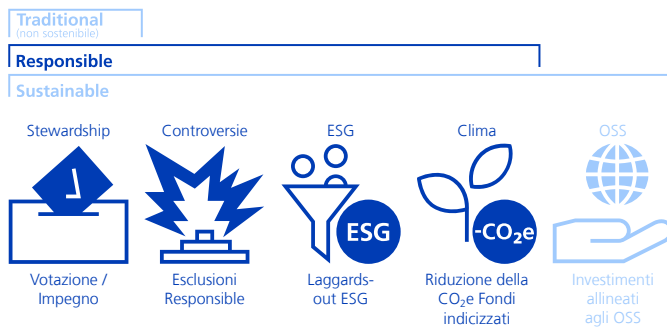 Traditional
(non sostenibile)
Responsible
Sustainable
Stewardship
Controversie
ESG
Clima
OSS
ESG
-CO₂e
Votazione /
Impegno
Esclusioni
Responsible
Laggards-
out ESG
Riduzione della
CO₂e Fondi
indicizzati
Investimenti
allineati
agli OSS